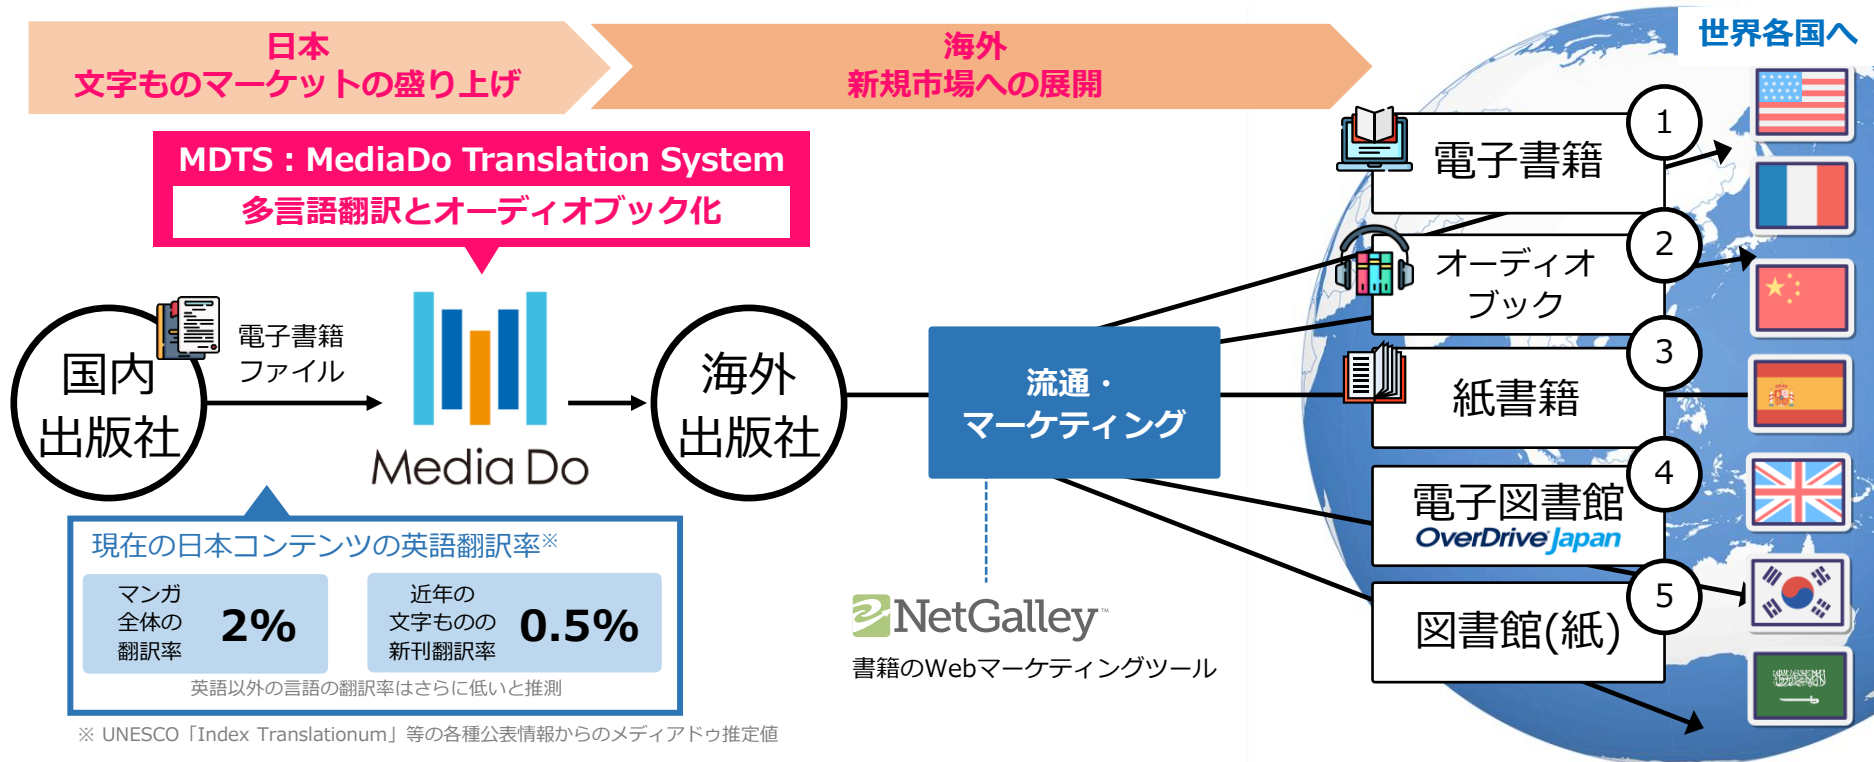 日本
文字ものマーケットの盛り上げ
海外
新規市場への展開
世界各国へ
MDTS：MediaDo Translation System
多言語翻訳とオーディオブック化
国内
出版社
電子書籍
ファイル
Media Do
海外
出版社
流通・
マーケティング
NetGalley™
書籍のWebマーケティングツール
1
電子書籍
2
オーディオ
ブック
3
紙書籍
4
電子図書館
OverDrive Japan
5
図書館(紙)
現在の日本コンテンツの英語翻訳率※
マンガ
全体の
翻訳率
2%
近年の
文字ものの
新刊翻訳率
0.5%
英語以外の言語の翻訳率はさらに低いと推測
※ UNESCO「Index Translationum」等の各種公表情報からのメディアドゥ推定値